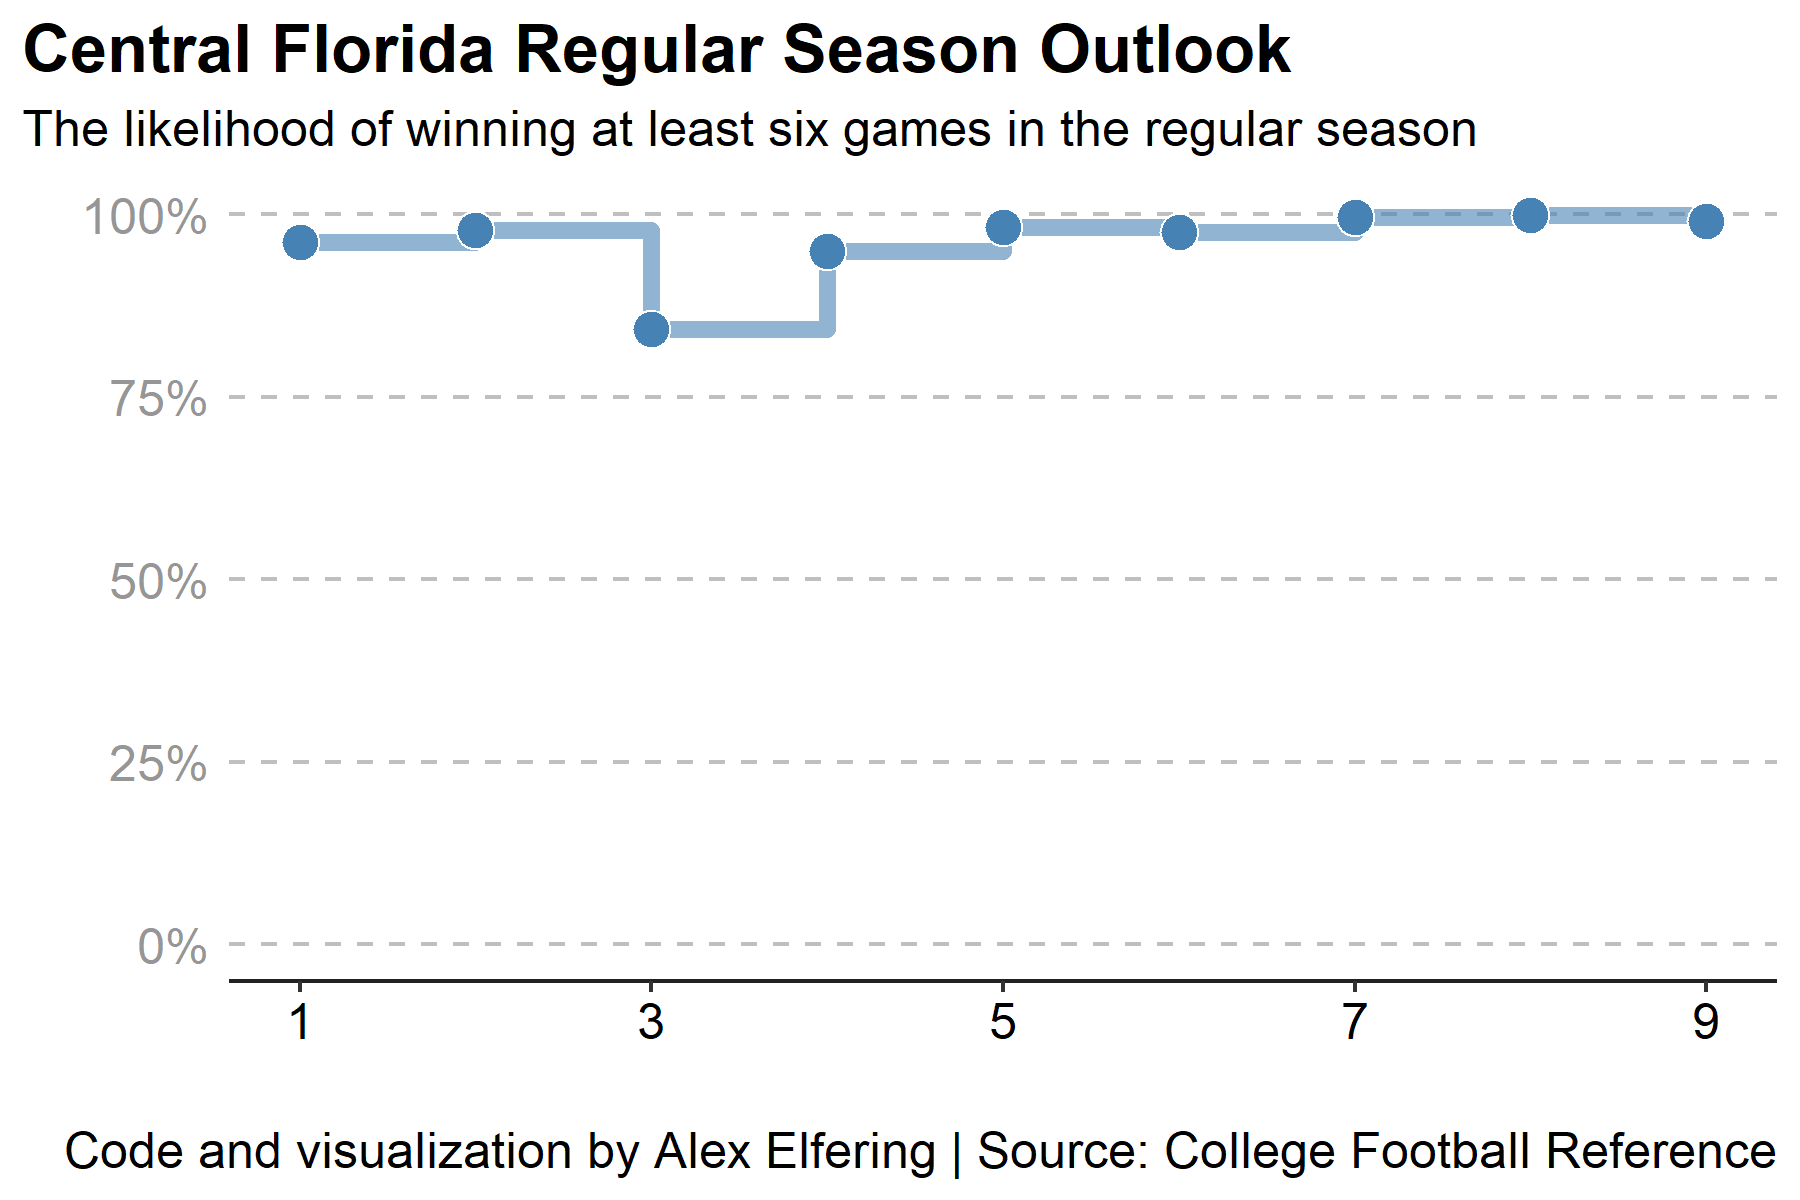 Central Florida Regular Season Outlook
The likelihood of winning at least six games in the regular season
100%
75%
50%
25%
0%
1 3 5 7 9
Code and visualization by Alex Elfering | Source: College Football Reference